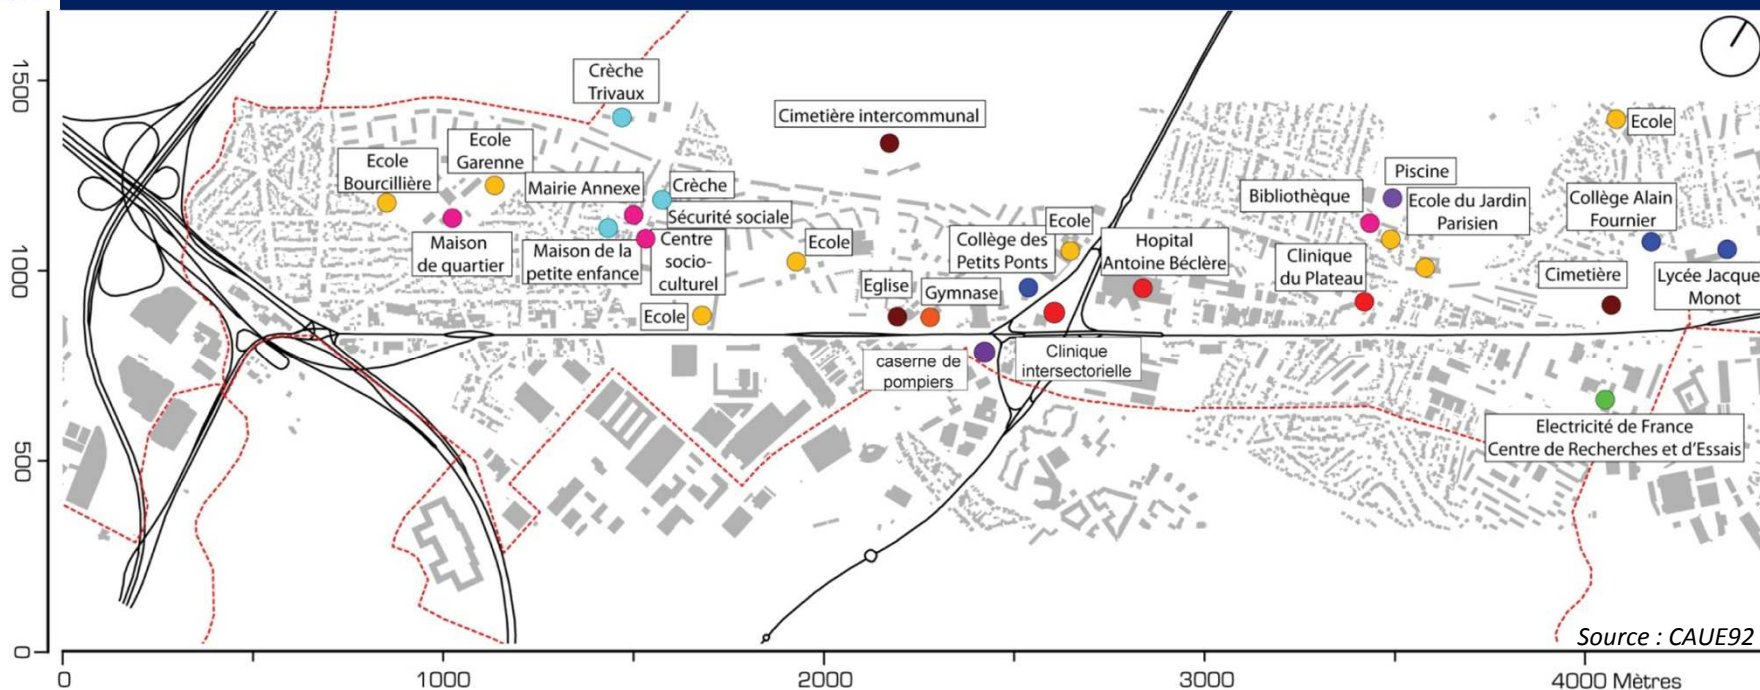 1500
1000
500
0
Crèche
Trivaux
Cimetière intercommunal
Ecole
Ecole
Garenne
Ecole
Bourcillière
Mairie Annexe
Crèche
Sécurité sociale
Maison
de quartier
Maison de la
petite enfance
Centre
socio-
culturel
Ecole
Ecole
Eglise
Gymnase
Collège des
Petits Ponts
Ecole
Hopital
Antoine Béclère
Bibliothèque
Piscine
Ecole du Jardin
Parisien
Clinique
du Plateau
Collège Alain
Fournier
Cimetière
Lycée Jacque
Monot
caserne de
pompiers
Clinique
intersectorielle
Electricité de France
Centre de Recherches et d'Essais
Source : CAUE92
0
1000
2000
3000
4000 Mètres